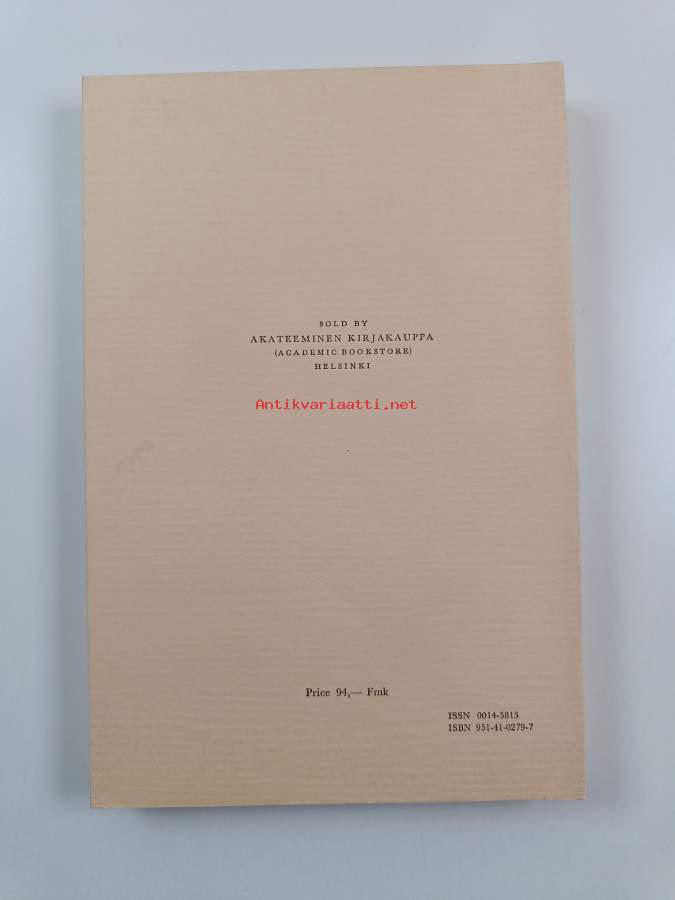 SOLD BY
AKATEEMINEN KIRJAKAUPPA
(ACADEMIC BOOKSTORE)
HELSINKI
Antikvariaatti.net
Price 94,— Fmk
ISSN 0014-5815
ISBN 951-41-0279-7